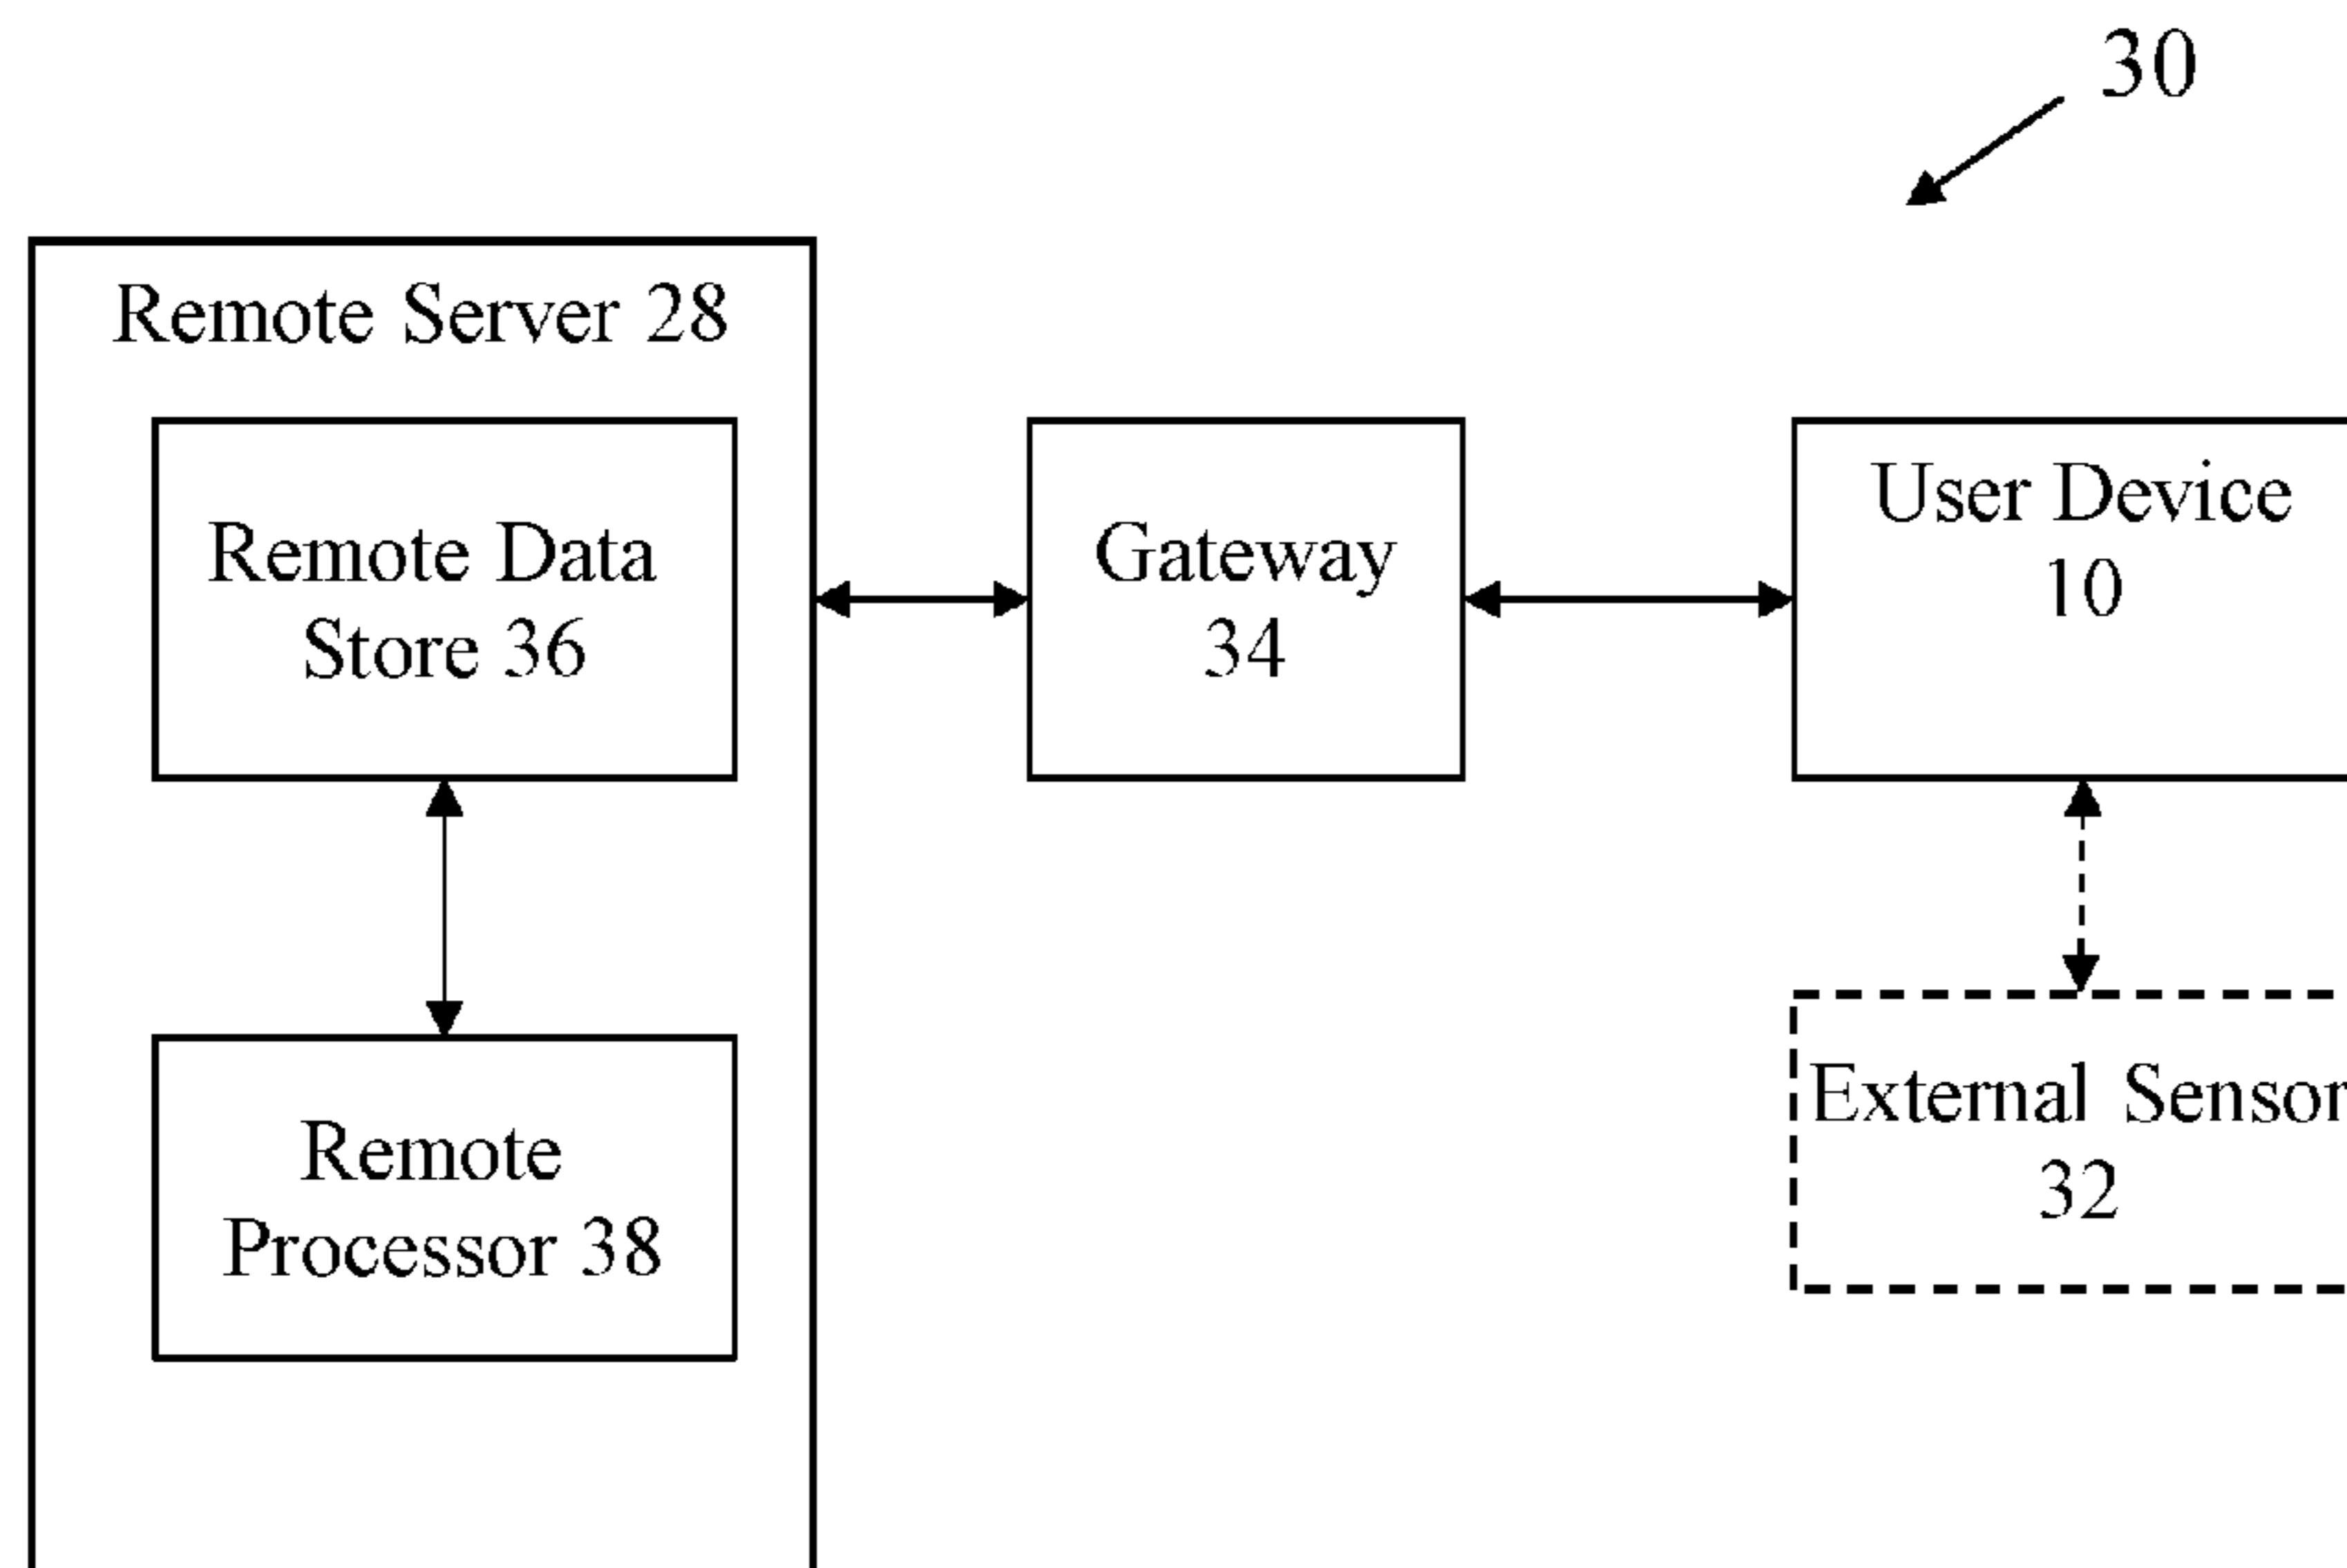 30
Remote Server 28
Remote Data
Store 36
Gateway
34
User Device
10
Remote
Processor 38
External Sensor
32